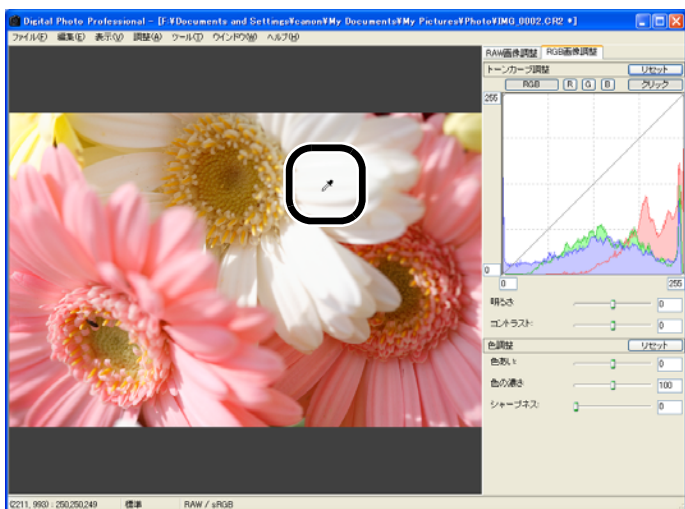 Digital Photo Professional - [F:¥Documents and Settings¥canon¥My Documents¥My Pictures¥Photo¥IMG_0002.CR2 *]
ファイル(F) 編集(E) 表示(V) 調整(A) ツール(T) ウインドウ(W) ヘルプ(H)
RAW画像調整 RGB画像調整
トーンカーブ調整 リセット
RGB R G B クリック
255
0
0 255
明るさ: 0
コントラスト: 0
色調整 リセット
色あい: 0
色の濃さ: 100
シャープネス: 0
(2211, 993) : 250,250,249 標準 RAW / sRGB